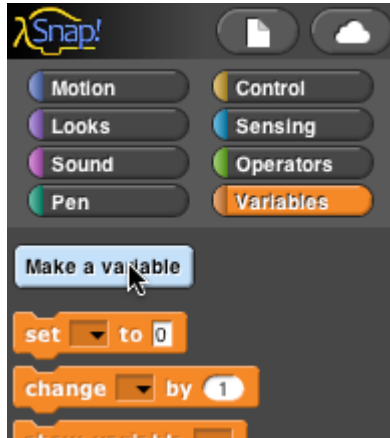 Snap!
Motion Control
Looks Sensing
Sound Operators
Pen Variables
Make a variable
set to 0
change by 1